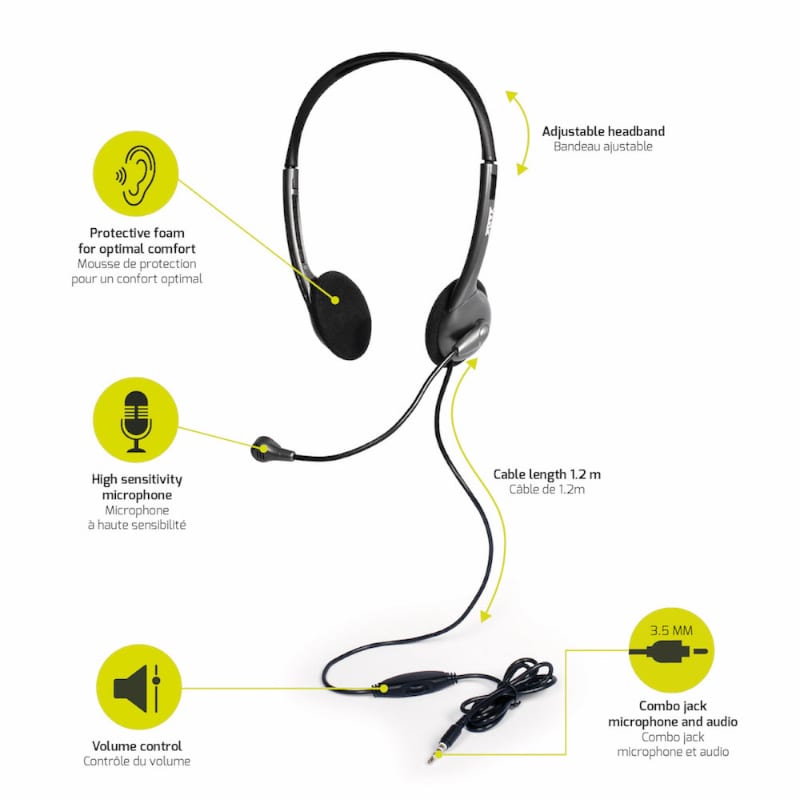 Adjustable headband
Bandeau ajustable
Protective foam
for optimal comfort
Mousse de protection
pour un confort optimal
PORT
High sensitivity
microphone
Microphone
à haute sensibilité
Cable length 1.2 m
Câble de 1.2m
3.5 MM
Volume control
Contrôle du volume
Combo jack
microphone and audio
Combo jack
microphone et audio